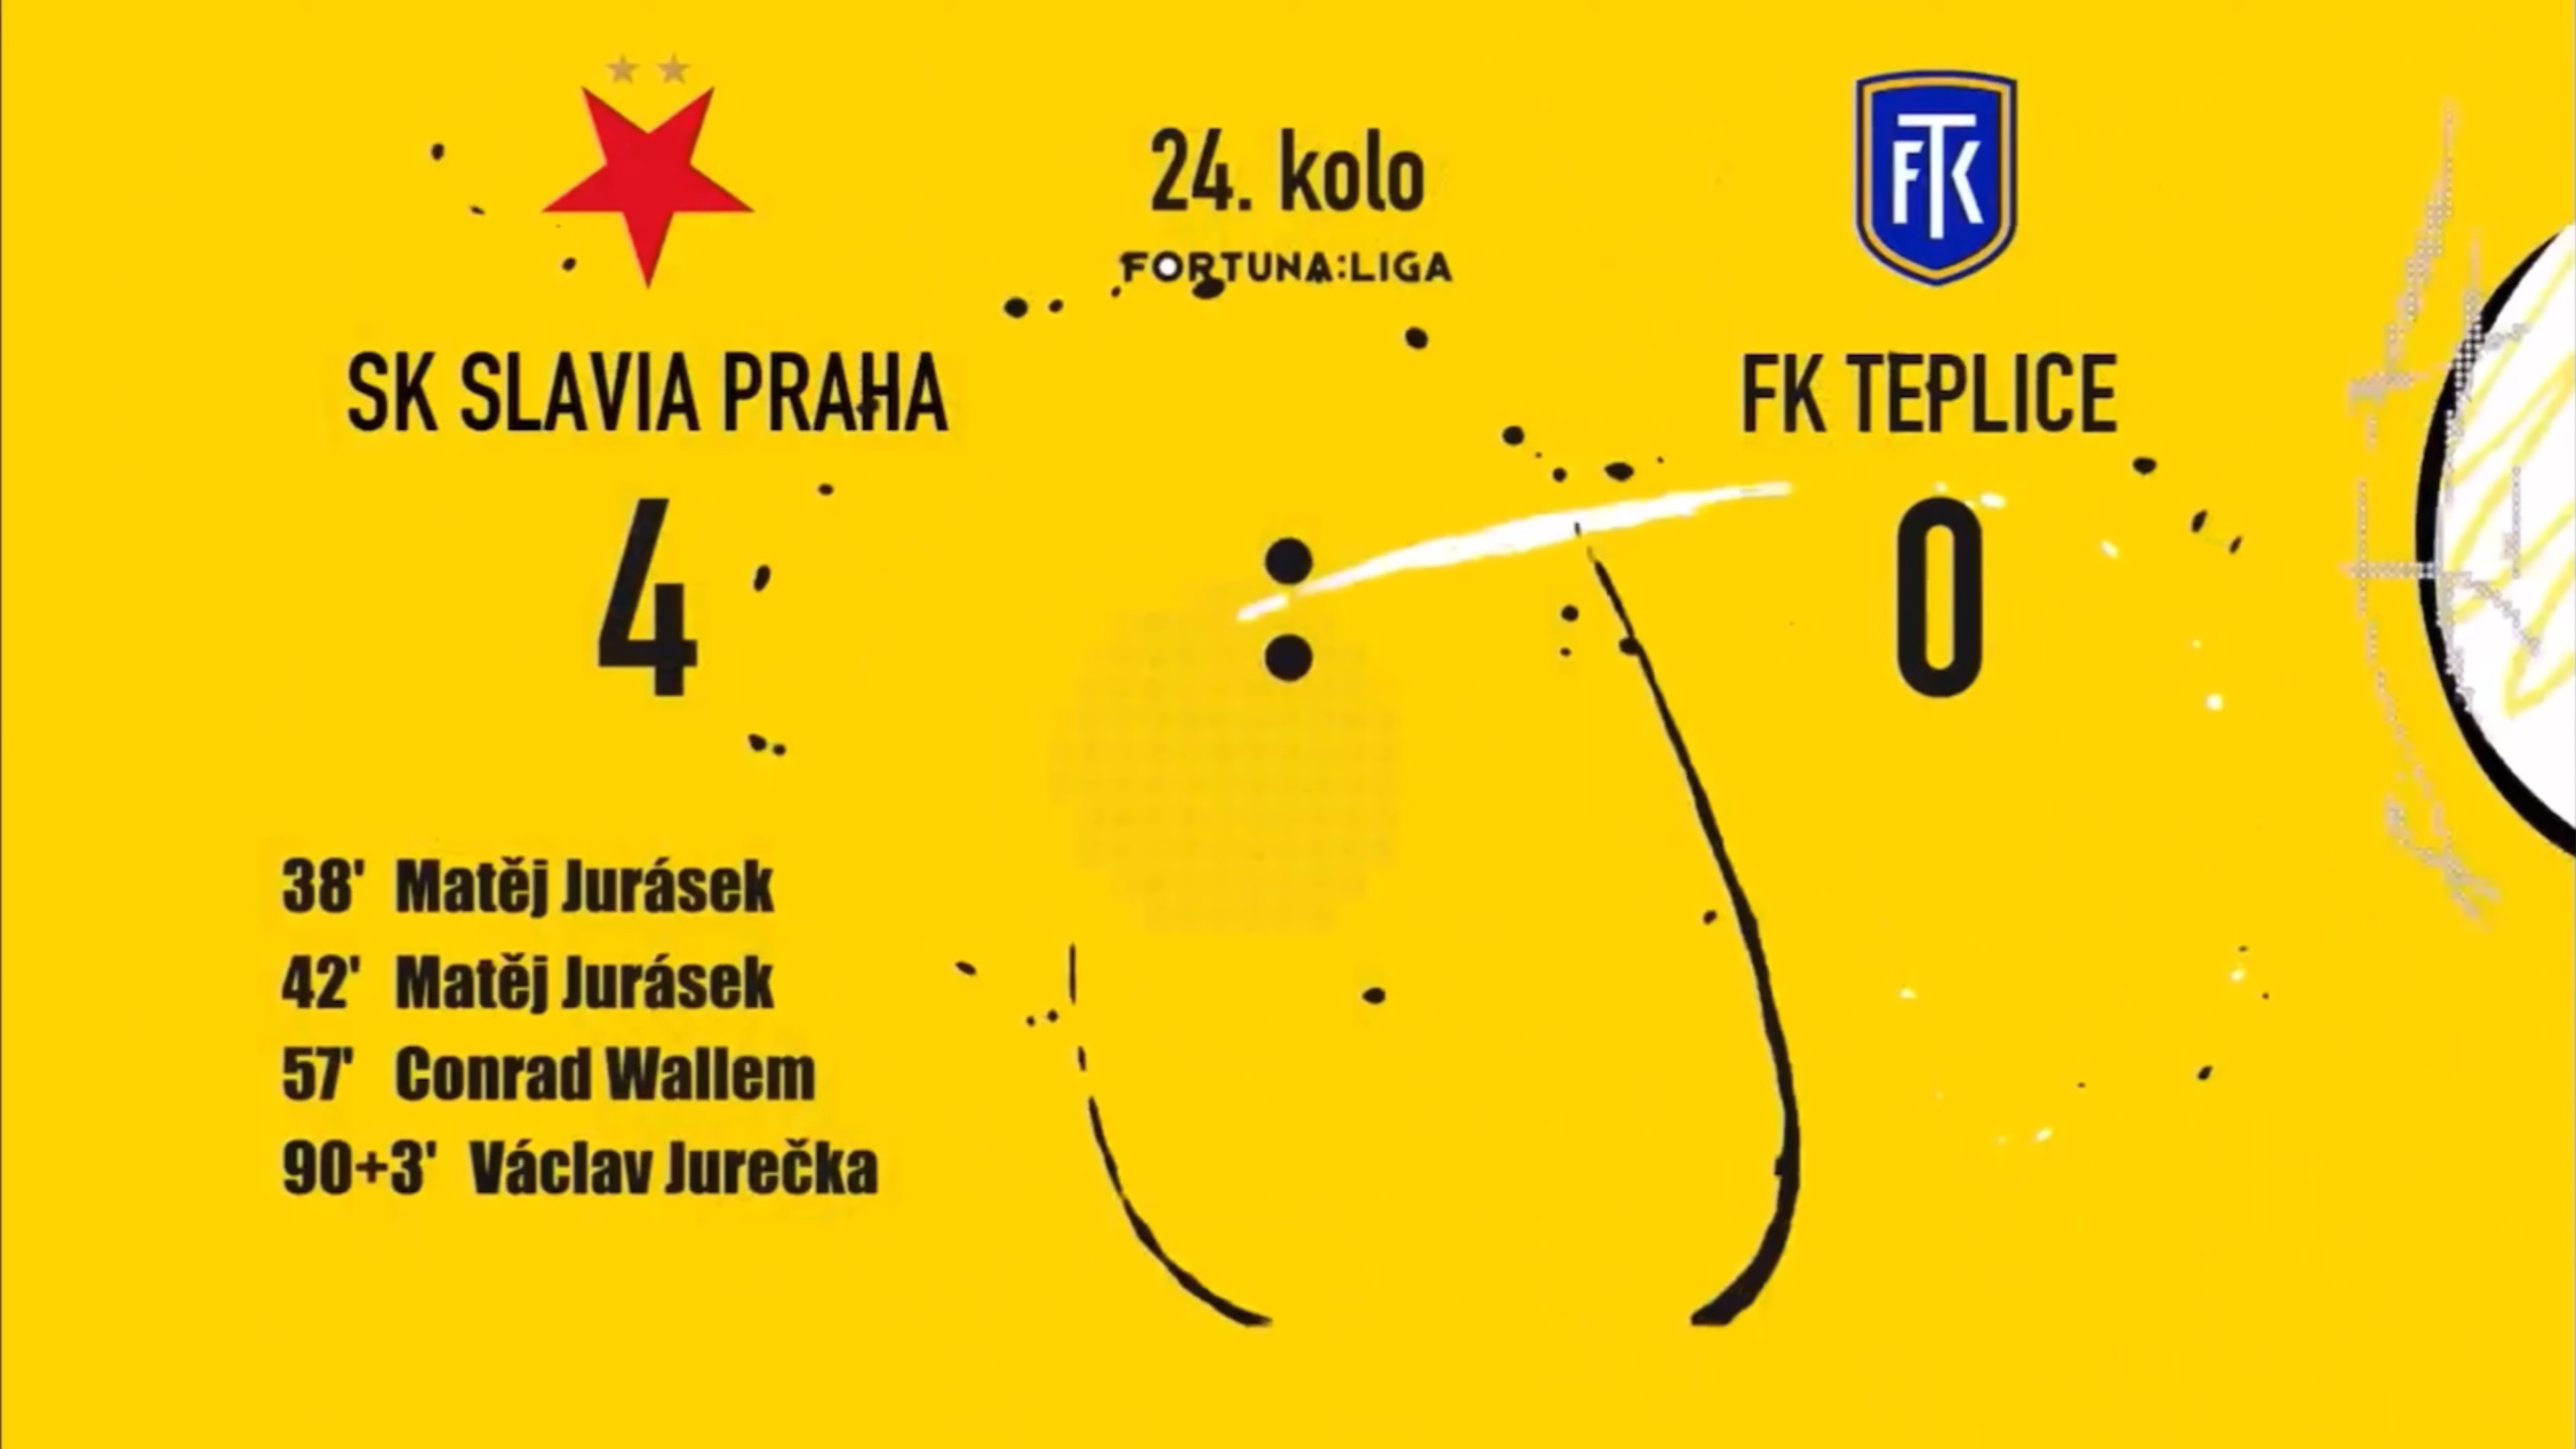 24. kolo
FORTUNA:LIGA
FTK
SK SLAVIA PRAHA
FK TEPLICE
4 : 0
38' Matěj Jurásek
42' Matěj Jurásek
57' Conrad Wallem
90+3' Václav Jurečka